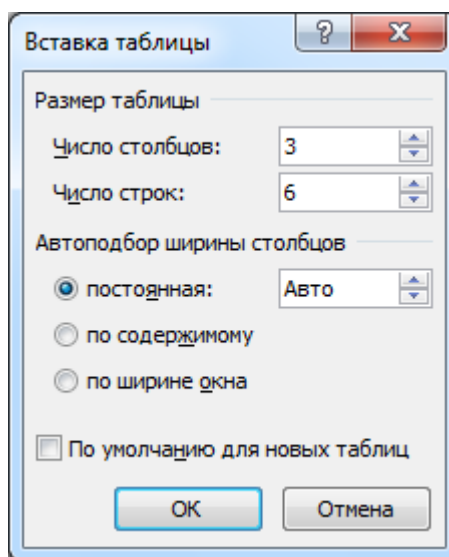 Вставка таблицы
?
Размер таблицы
Число столбцов: 3
Число строк: 6
Автоподбор ширины столбцов
постоянная: Авто
по содержимому
по ширине окна
По умолчанию для новых таблиц
ОК Отмена